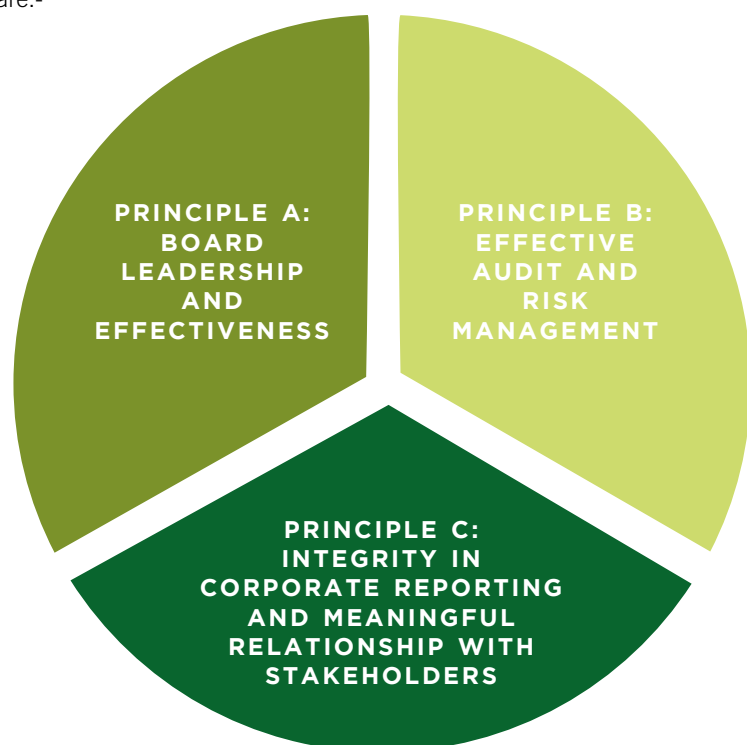 are:-
PRINCIPLE A:
BOARD
LEADERSHIP
AND
EFFECTIVENESS
PRINCIPLE B:
EFFECTIVE
AUDIT AND
RISK
MANAGEMENT
PRINCIPLE C:
INTEGRITY IN
CORPORATE REPORTING
AND MEANINGFUL
RELATIONSHIP WITH
STAKEHOLDERS